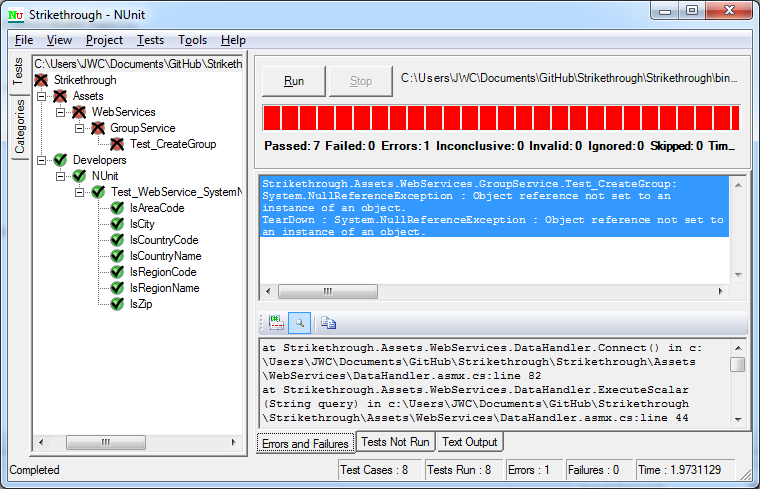 NU Strikethrough - NUnit
File View Project Tests Tools Help
Tests
Categories
C:\Users\JWC\Documents\GitHub\Striketh
Strikethrough
Assets
WebServices
GroupService
Test_CreateGroup
Developers
NUnit
Test_WebService_SystemN
IsAreaCode
IsCity
IsCountryCode
IsCountryName
IsRegionCode
IsRegionName
IsZip
Run Stop C:\Users\JWC\Documents\GitHub\Strikethrough\Strikethrough\bin...
Passed: 7 Failed: 0 Errors: 1 Inconclusive: 0 Invalid: 0 Ignored: 0 Skipped: 0 Tim...
Strikethrough.Assets.WebServices.GroupService.Test_CreateGroup:
System.NullReferenceException : Object reference not set to an
instance of an object.
TearDown : System.NullReferenceException : Object reference not set to
an instance of an object.
at Strikethrough.Assets.WebServices.DataHandler.Connect() in c:
\Users\JWC\Documents\GitHub\Strikethrough\Strikethrough\Assets
\WebServices\DataHandler.asmx.cs:line 82
at Strikethrough.Assets.WebServices.DataHandler.ExecuteScalar
(String query) in c:\Users\JWC\Documents\GitHub\Strikethrough
\Strikethrough\Assets\WebServices\DataHandler.asmx.cs:line 44
Errors and Failures Tests Not Run Text Output
Completed Test Cases : 8 Tests Run : 8 Errors : 1 Failures : 0 Time : 1.9731129